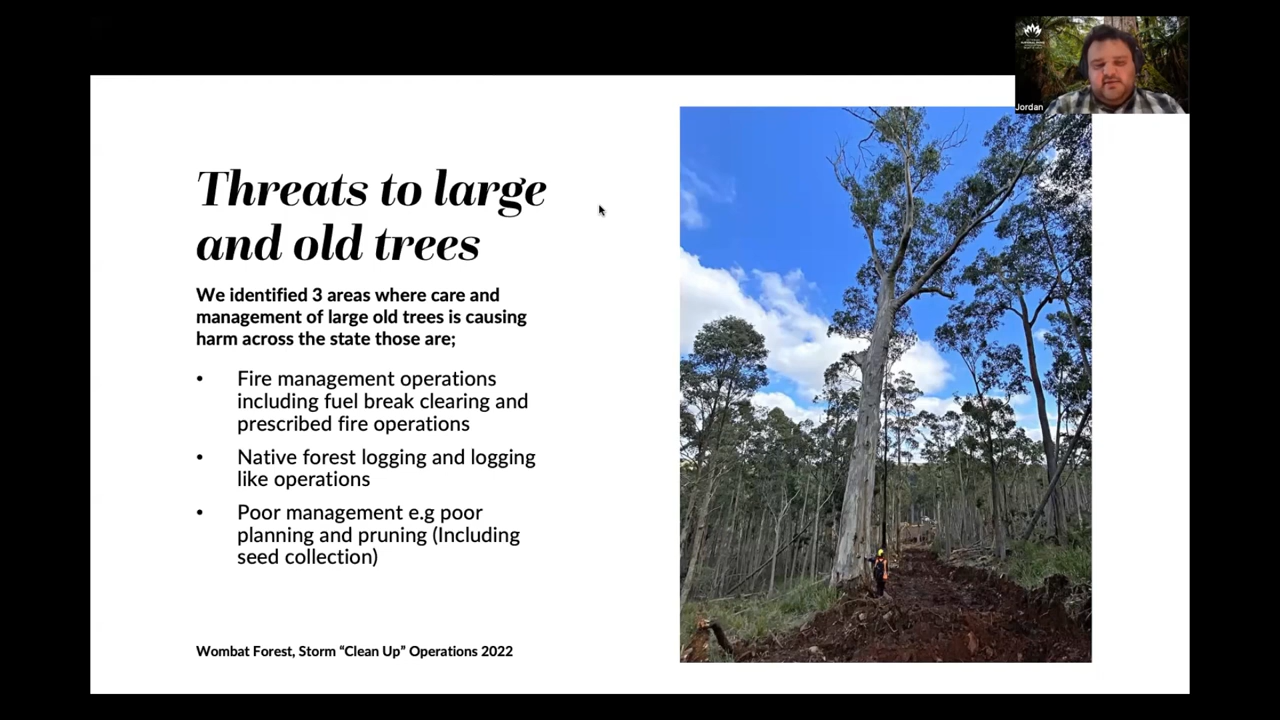 Jordan
Threats to large
and old trees
We identified 3 areas where care and
management of large old trees is causing
harm across the state those are;
• Fire management operations
including fuel break clearing and
prescribed fire operations
• Native forest logging and logging
like operations
• Poor management e.g poor
planning and pruning (Including
seed collection)
Wombat Forest, Storm “Clean Up” Operations 2022